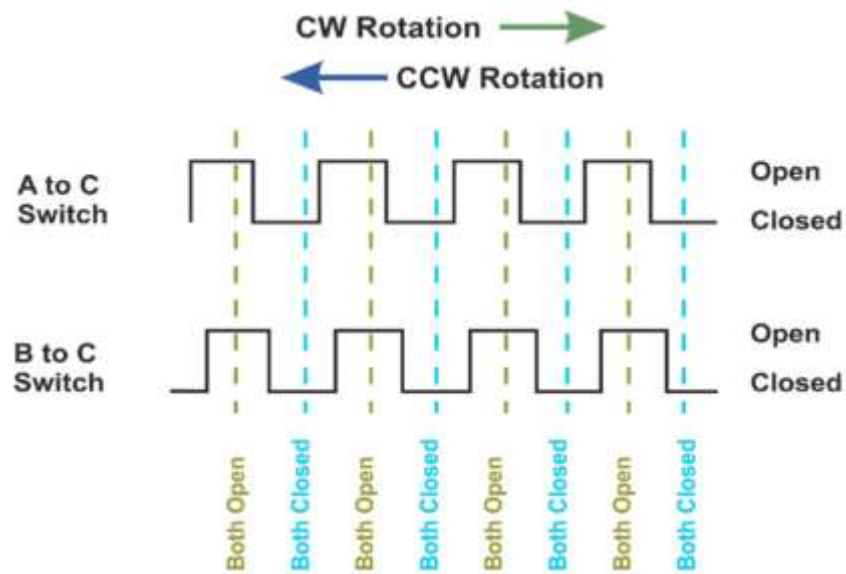 CW Rotation
CCW Rotation
A to C
Switch
Open
Closed
B to C
Switch
Open
Closed
Both Open
Both Closed
Both Open
Both Closed
Both Open
Both Closed
Both Open
Both Closed